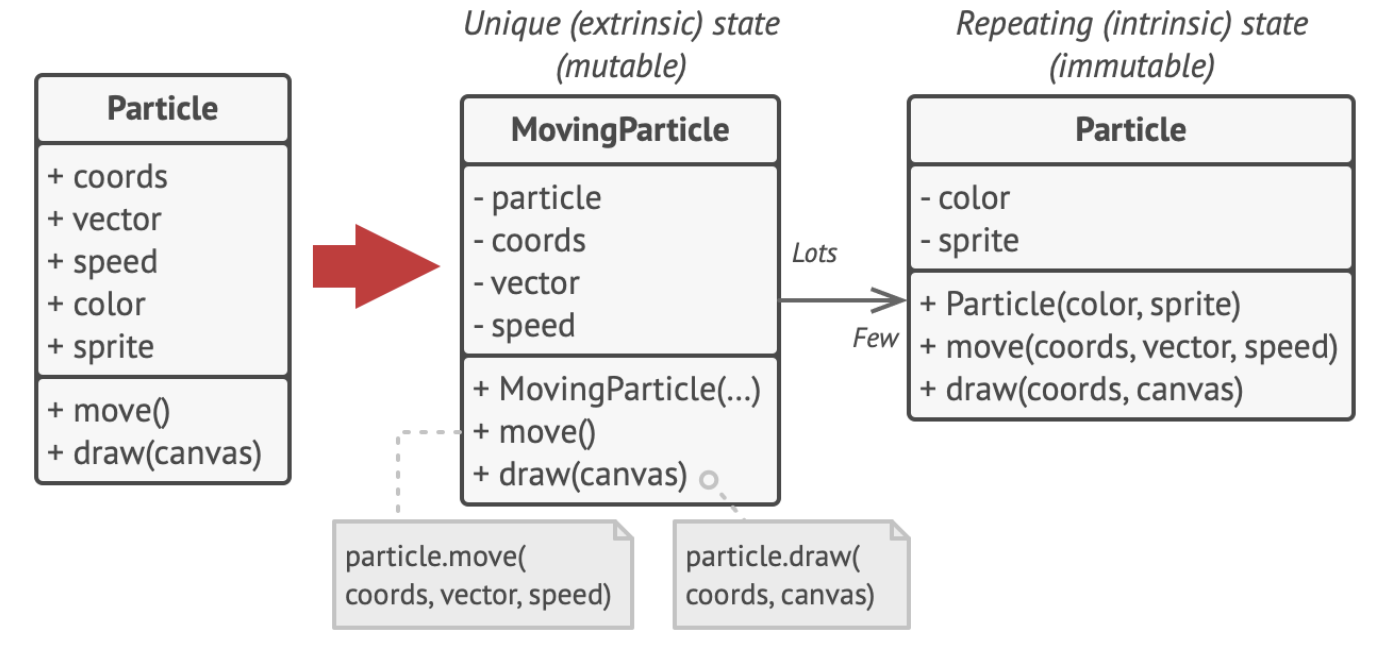 Particle
+ coords
+ vector
+ speed
+ color
+ sprite
+ move()
+ draw(canvas)
Unique (extrinsic) state
(mutable)
MovingParticle
- particle
- coords
- vector
- speed
+ MovingParticle(...)
+ move()
+ draw(canvas)
particle.move(
coords, vector, speed)
particle.draw(
coords, canvas)
Lots
Few
Repeating (intrinsic) state
(immutable)
Particle
- color
- sprite
+ Particle(color, sprite)
+ move(coords, vector, speed)
+ draw(coords, canvas)